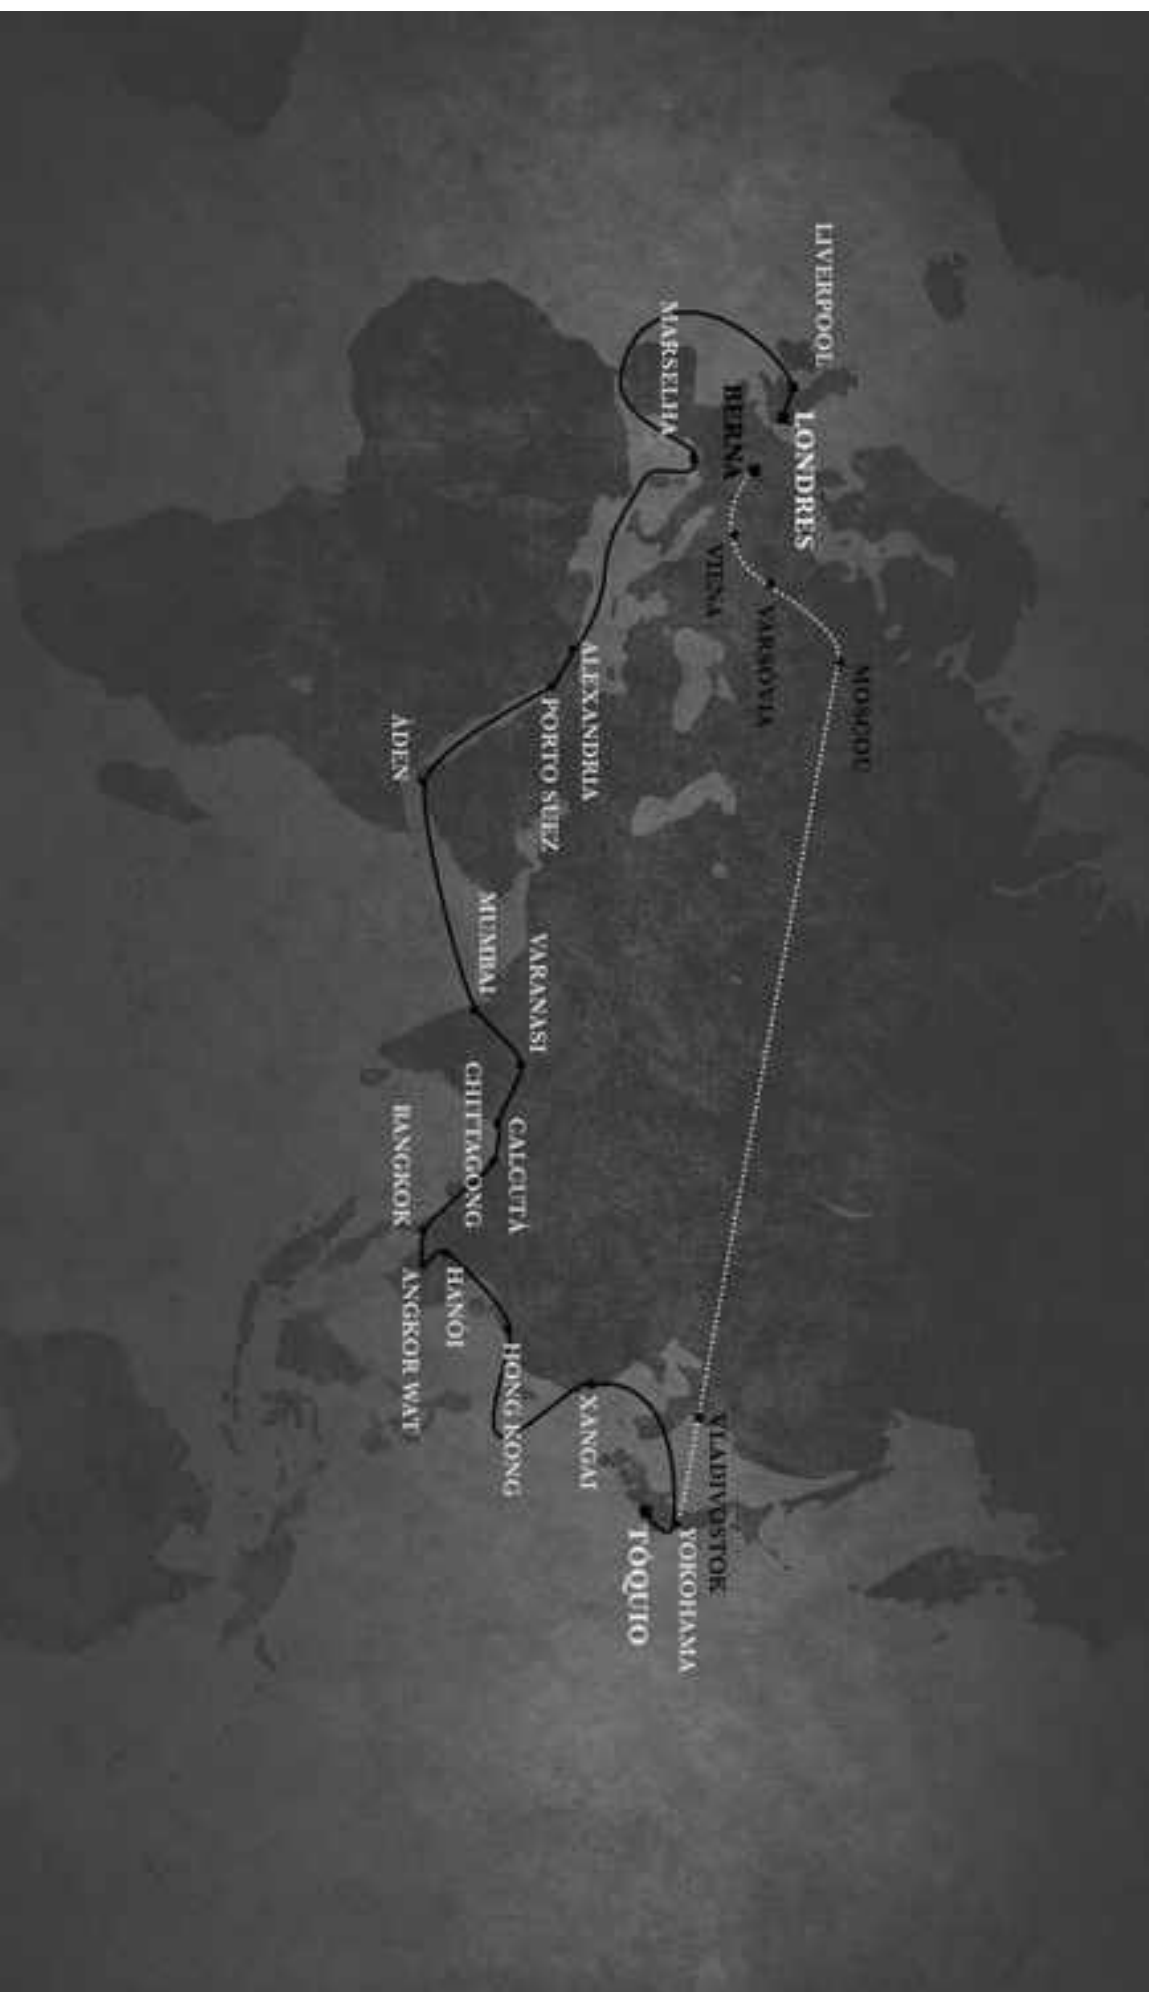 LIVERPOOL
LONDRES
MARSELHA
BERNA
VIENA
VARSÓVIA
MOSCOU
ALEXANDRIA
PORTO SUEZ
ÁDEN
MUMBAI
VARANASI
CALCUTÁ
CHITTAGONG
BANGKOK
ANGKOR WAT
HANÓI
HONG KONG
XANGAI
VLADIVOSTOK
YOKOHAMA
TÓQUIO